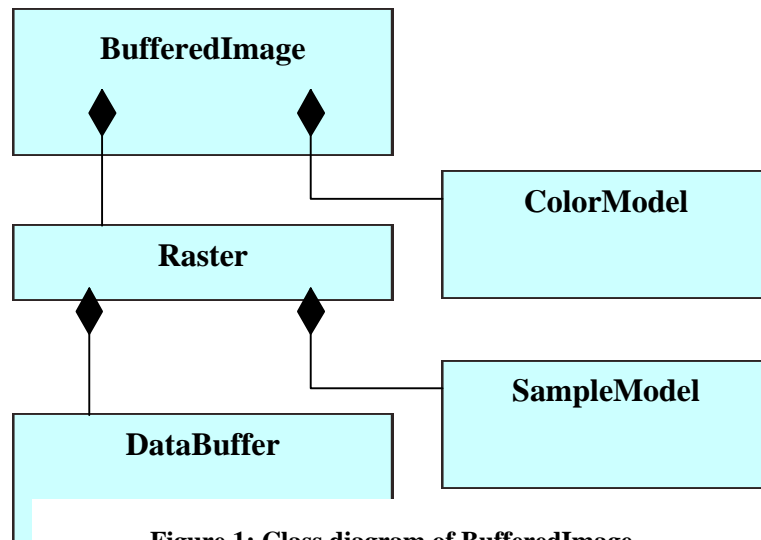 BufferedImage
ColorModel
Raster
SampleModel
DataBuffer
Figure 1: Class diagram of BufferedImage